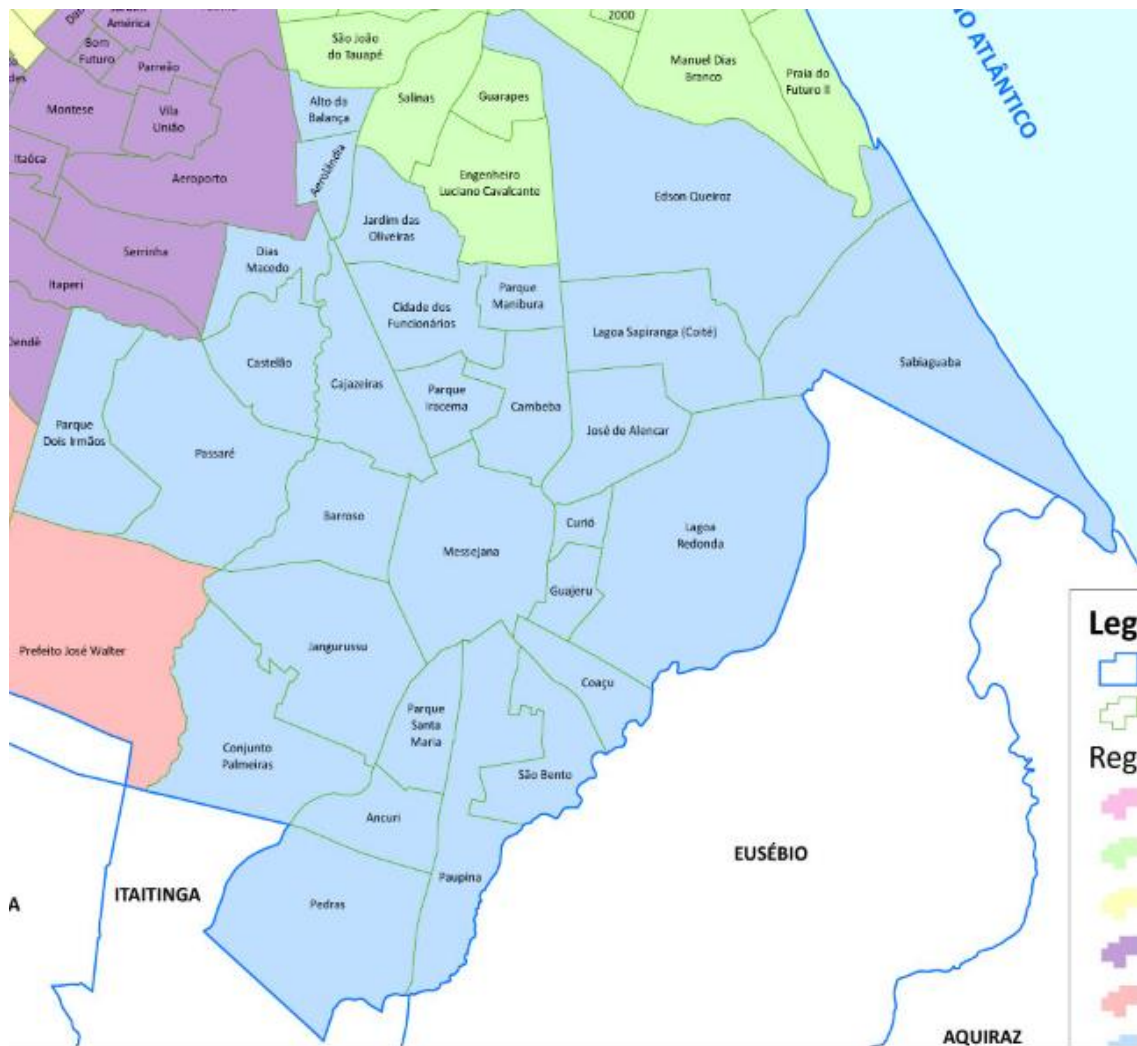 2000
América
São João
do Tauapé
Bom
Futuro
Parreão
Manuel Dias
Branco
Praia do
Futuro II
O ATLÂNTICO
Montese
Vila
União
Alto da
Balança
Salinas
Guarapes
Itaóca
Aeroporto
Aerolândia
Engenheiro
Luciano Cavalcante
Edson Queiroz
Jardim das
Oliveiras
Serrinha
Dias
Macedo
Itaperi
Parque
Manibura
Cidade dos
Funcionários
Lagoa Sapiranga (Coité)
Dendê
Castelão
Cajazeiras
Sabiaguaba
Parque
Iracema
Cambeba
Parque
Dois Irmãos
José de Alencar
Passaré
Barroso
Curió
Lagoa
Redonda
Messejana
Guajeru
Prefeito José Walter
Jangurussu
Coaçu
Parque
Santa
Maria
Conjunto
Palmeiras
São Bento
Ancuri
EUSÉBIO
Paupina
ITAITINGA
A
Pedras
AQUIRAZ
Leg
Reg